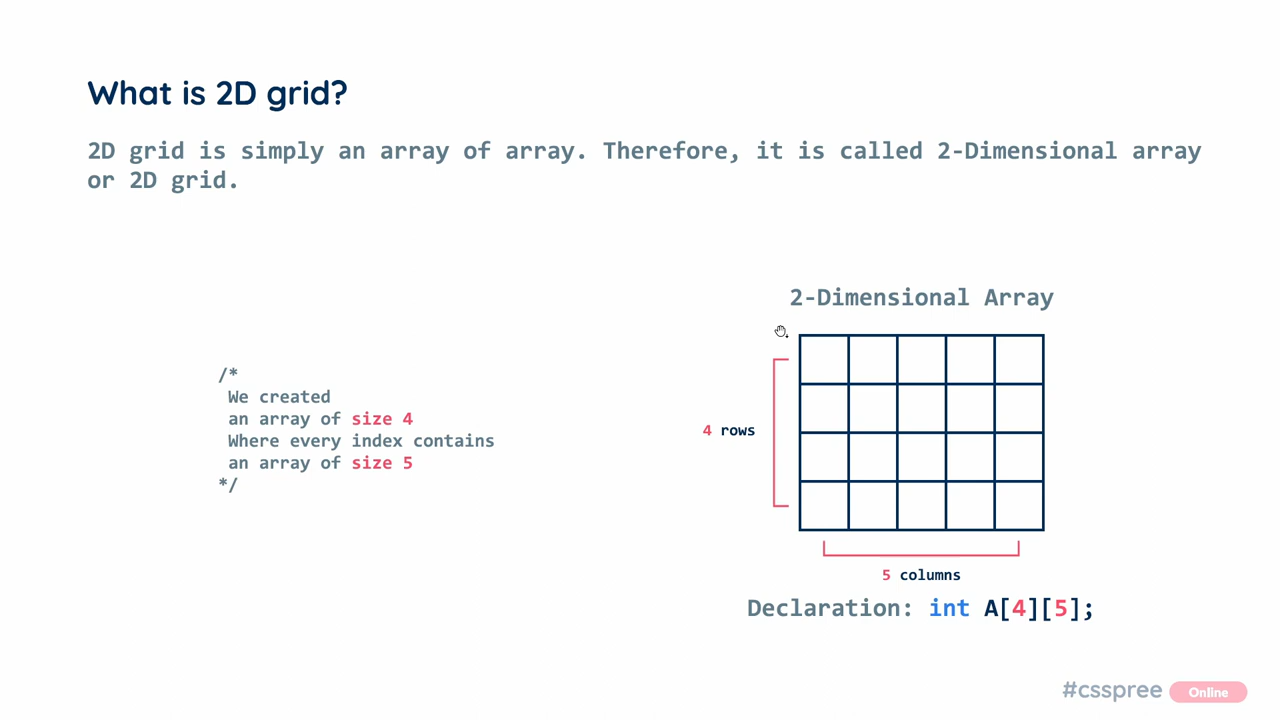 What is 2D grid?
2D grid is simply an array of array. Therefore, it is called 2-Dimensional array
or 2D grid.
/*
We created
an array of size 4
Where every index contains
an array of size 5
*/
2-Dimensional Array
4 rows
5 columns
Declaration: int A[4][5];
#csspree Online